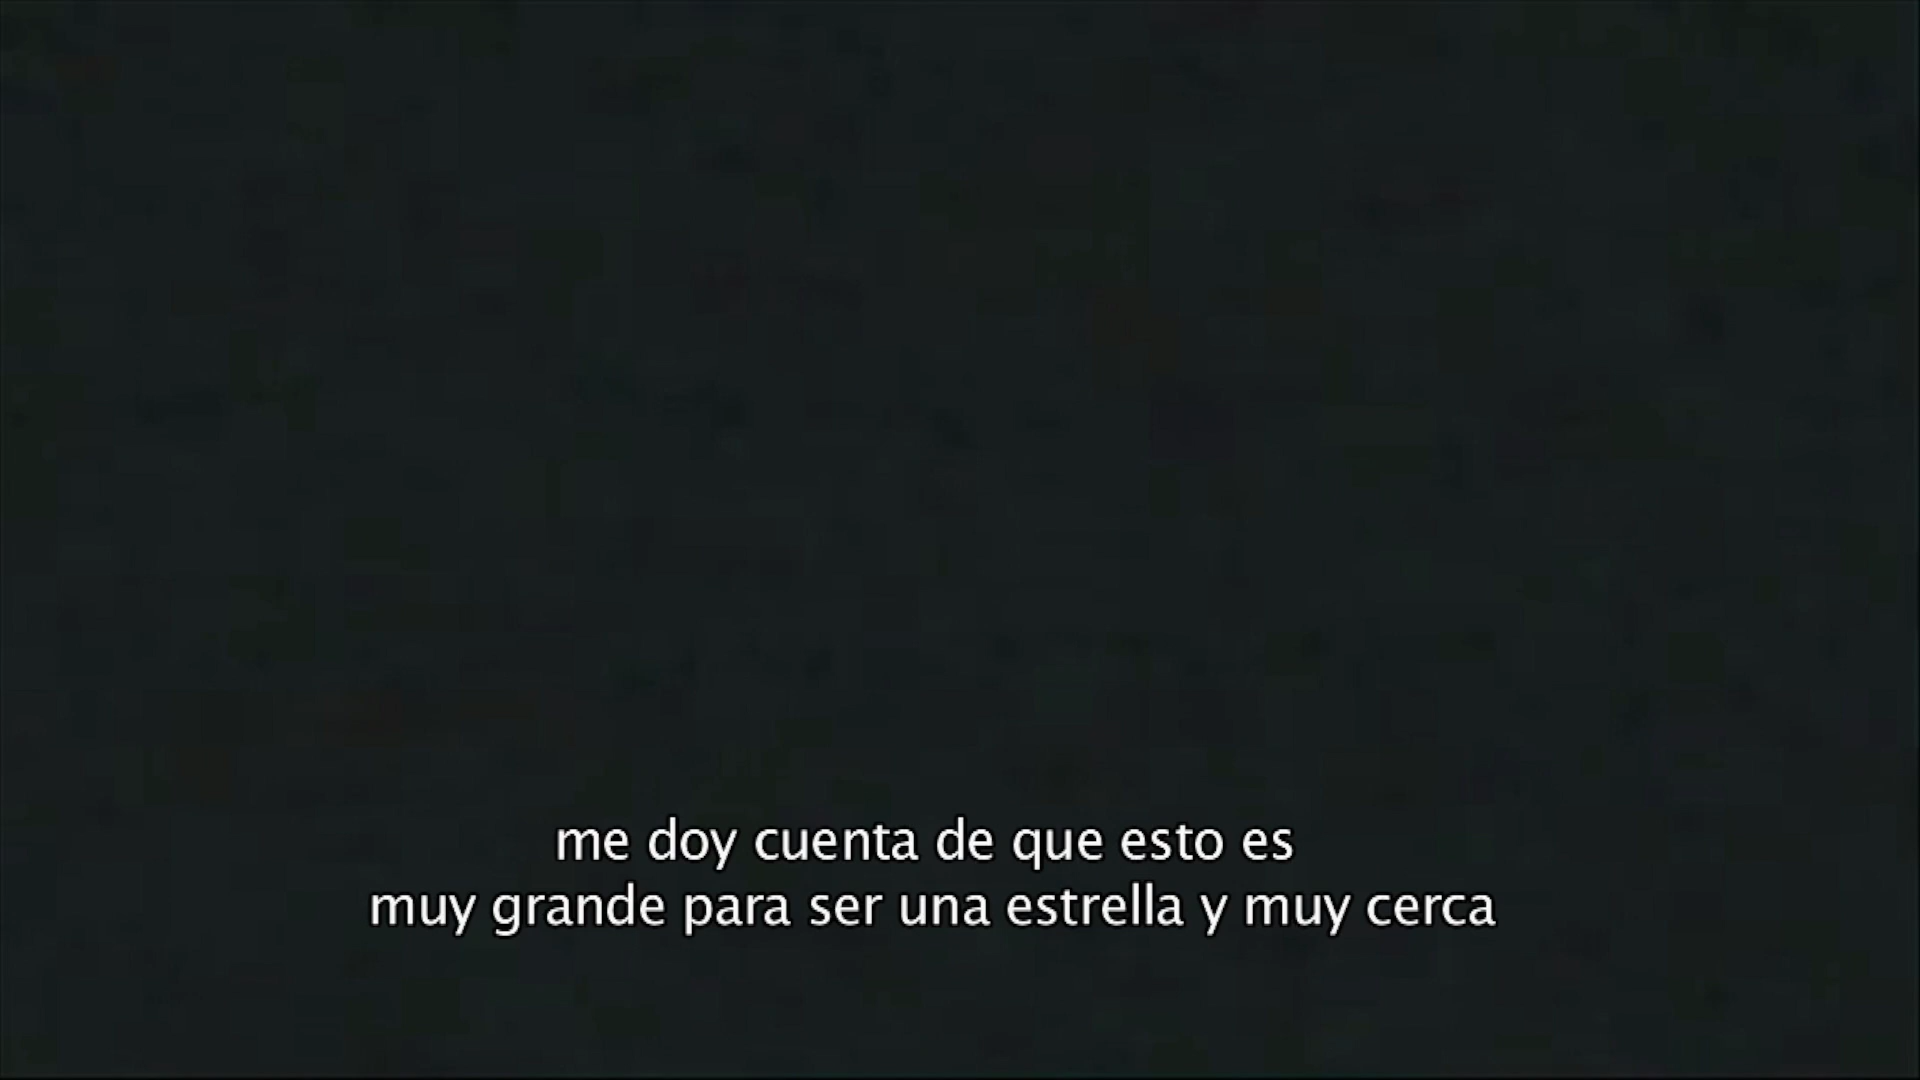 me doy cuenta de que esto es
muy grande para ser una estrella y muy cerca